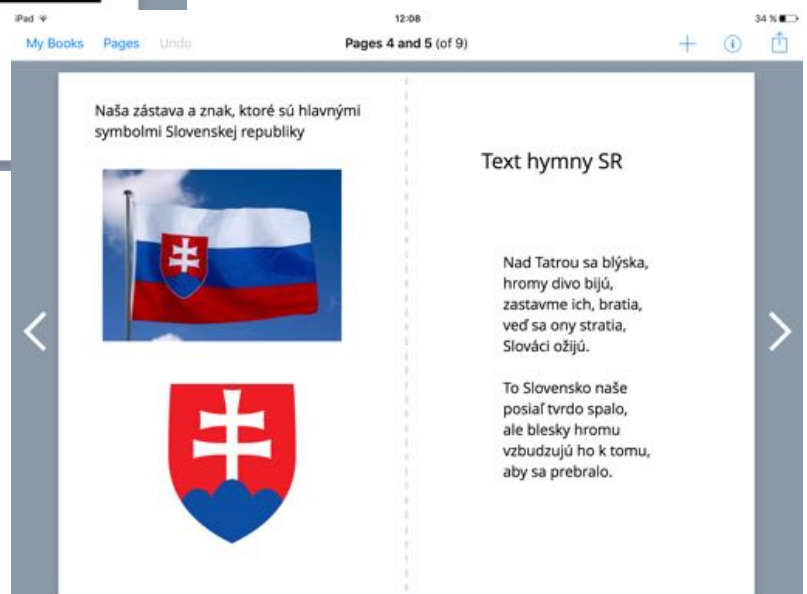 iPad
12:08
34 %
My Books Pages Undo
Pages 4 and 5 (of 9)
Naša zástava a znak, ktoré sú hlavnými
symbolmi Slovenskej republiky
Text hymny SR
Nad Tatrou sa blýska,
hromy divo bijú,
zastavme ich, bratia,
veď sa ony stratia,
Slováci ožijú.
To Slovensko naše
posiaľ tvrdo spalo,
ale blesky hromu
vzbudzujú ho k tomu,
aby sa prebralo.